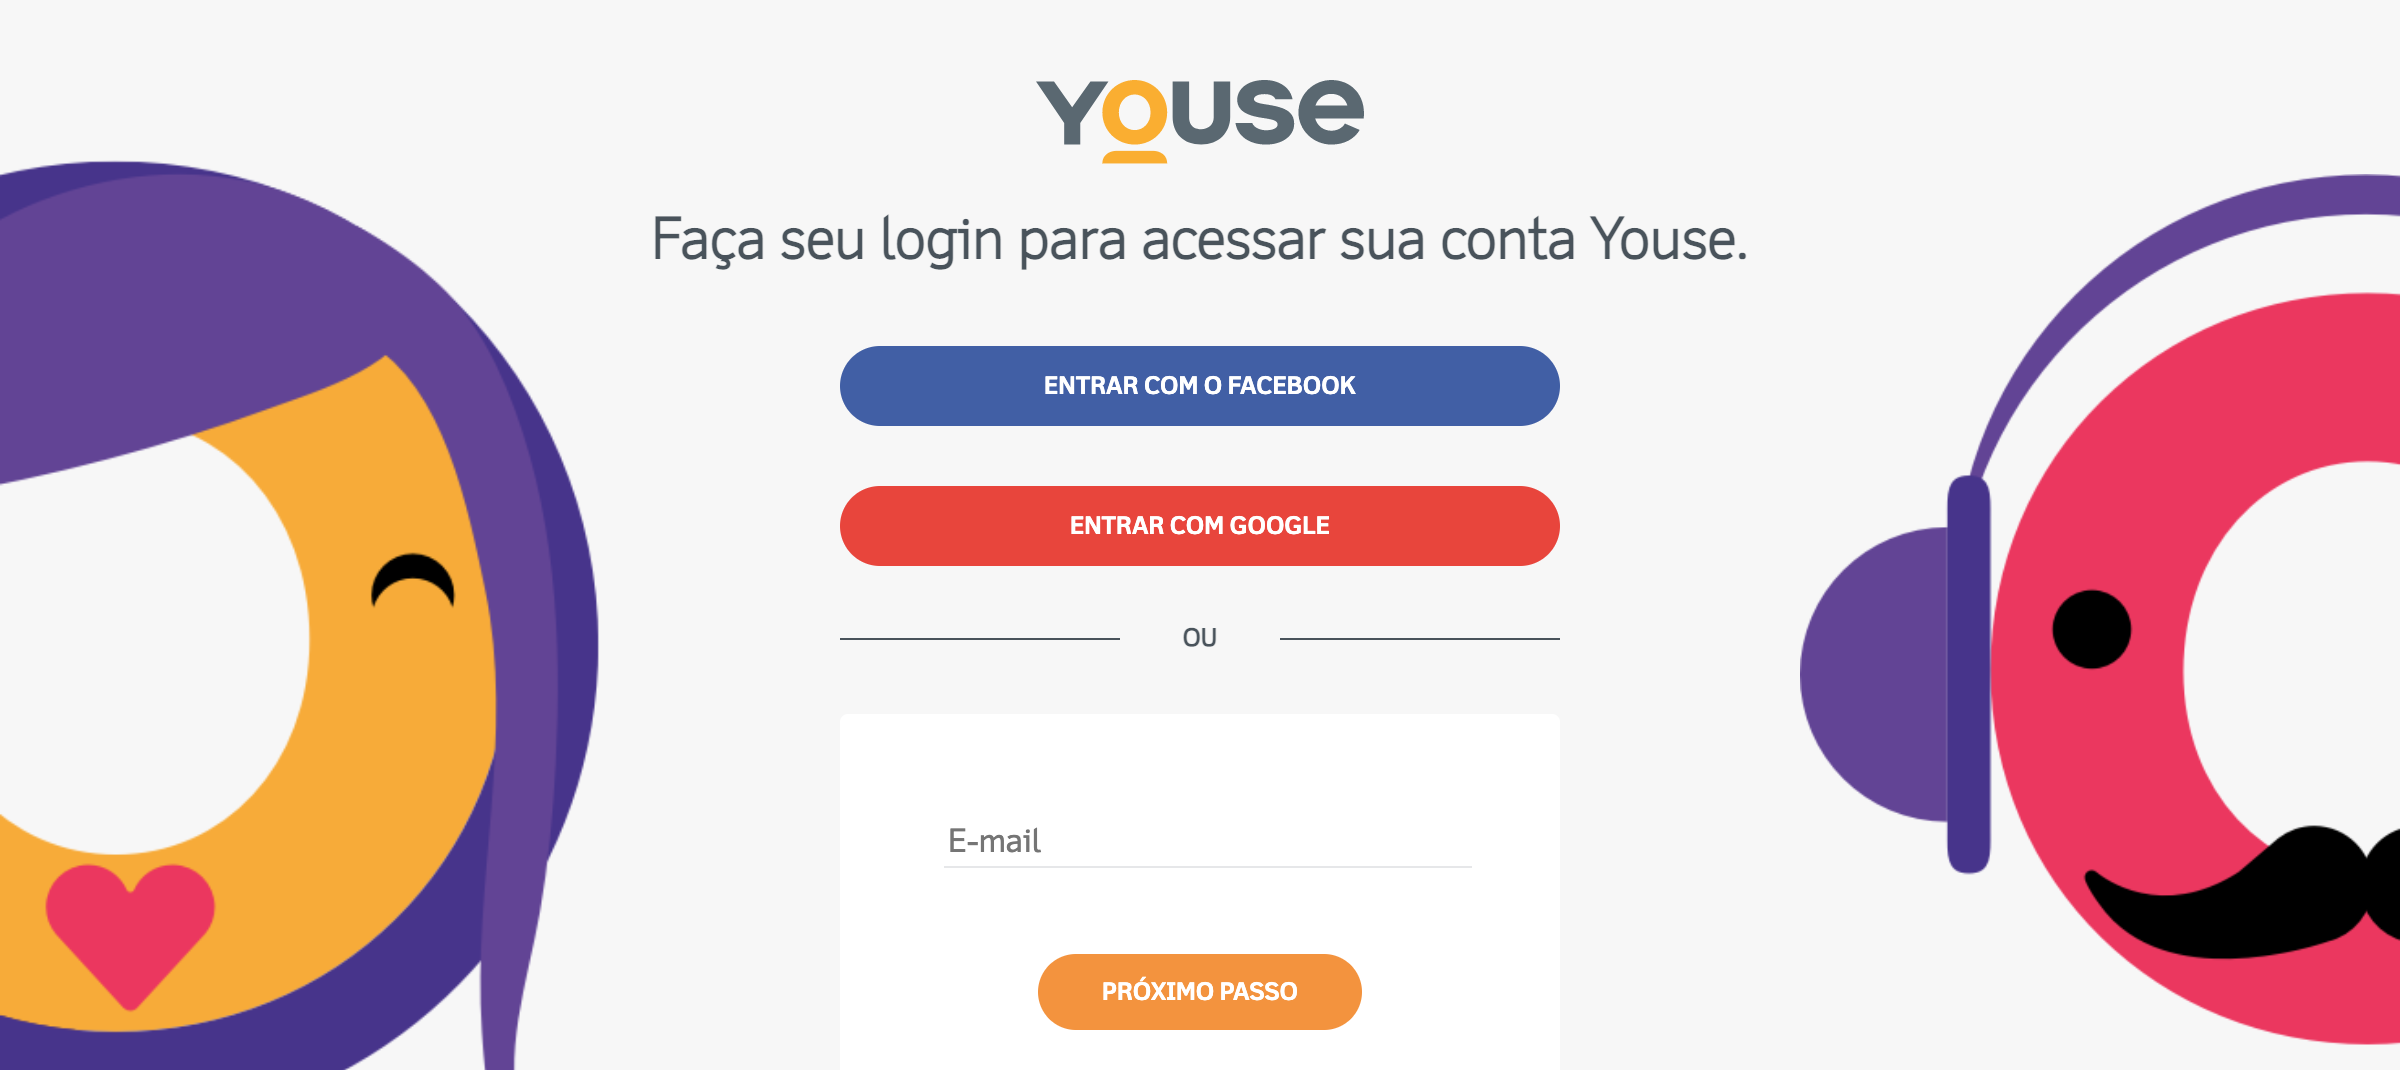 Youse
Faça seu login para acessar sua conta Youse.
ENTRAR COM O FACEBOOK
ENTRAR COM GOOGLE
OU
E-mail
PRÓXIMO PASSO